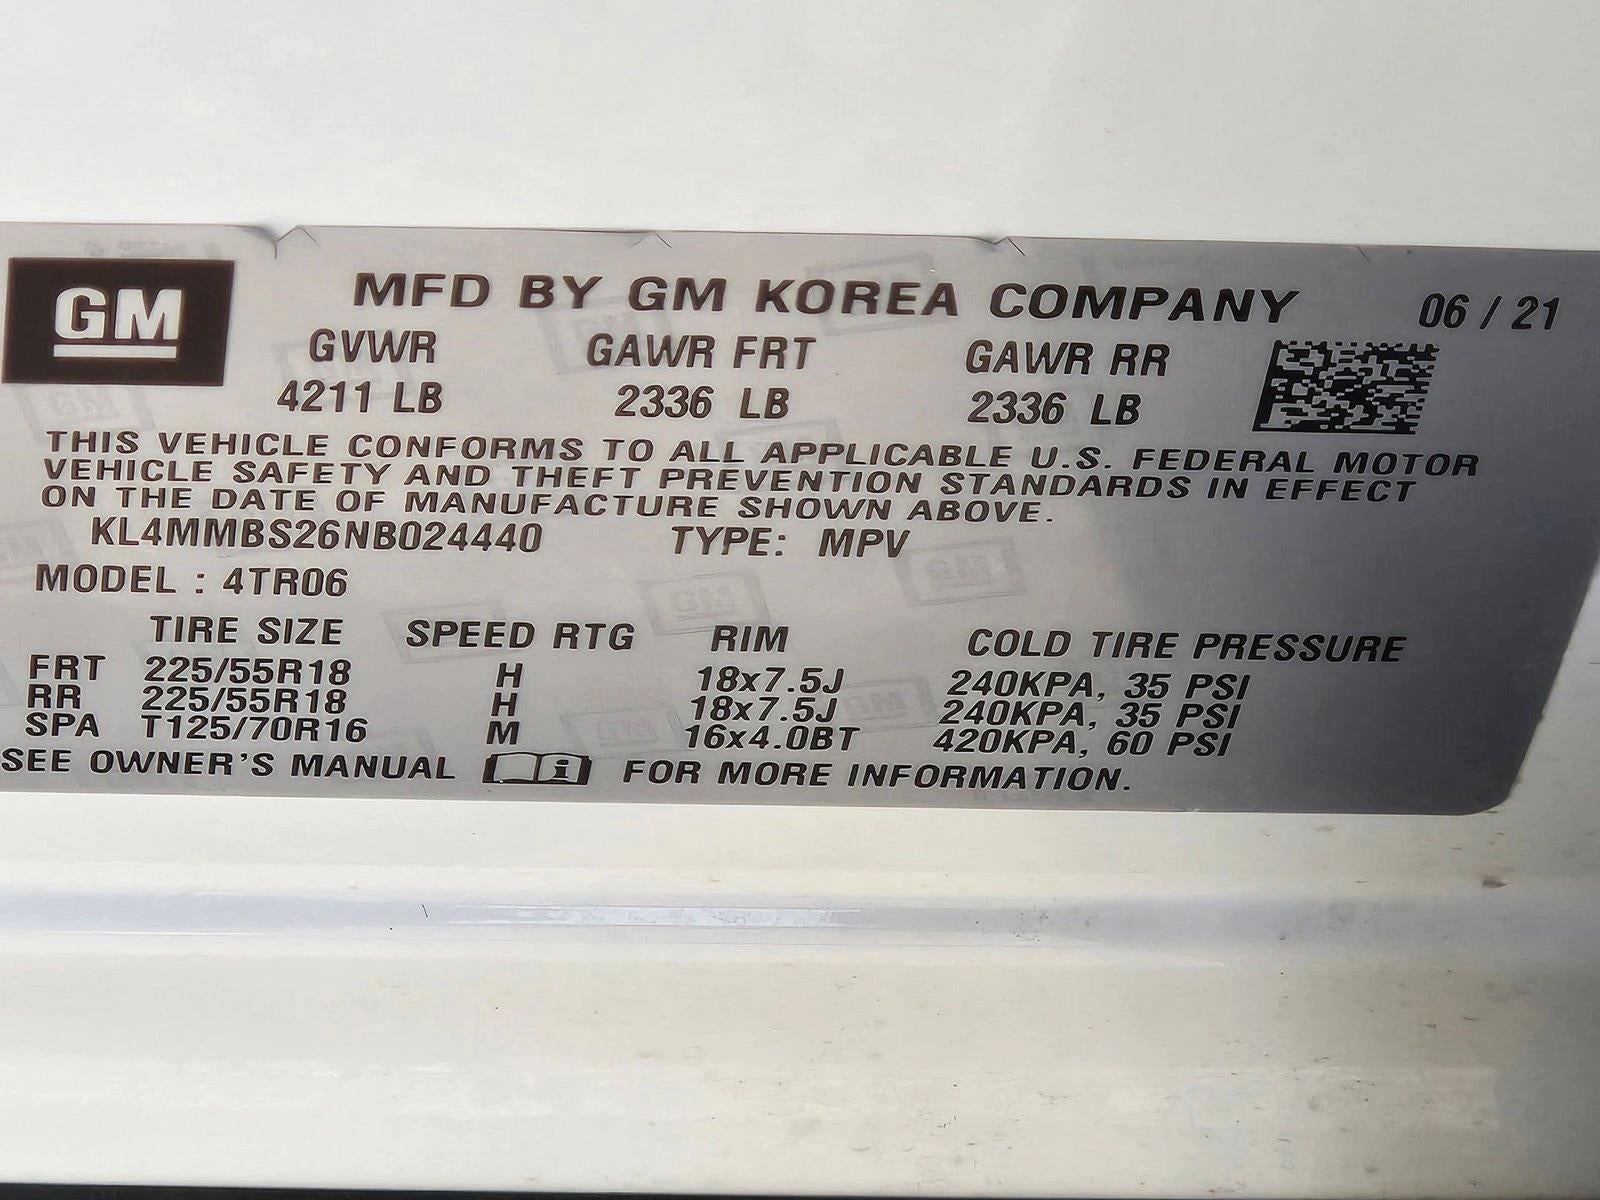 GM MFD BY GM KOREA COMPANY 06 / 21
GVWR GAWR FRT GAWR RR
4211 LB 2336 LB 2336 LB
THIS VEHICLE CONFORMS TO ALL APPLICABLE U.S. FEDERAL MOTOR
VEHICLE SAFETY AND THEFT PREVENTION STANDARDS IN EFFECT
ON THE DATE OF MANUFACTURE SHOWN ABOVE.
KL4MMBS26NB024440 TYPE: MPV
MODEL : 4TR06
TIRE SIZE SPEED RTG RIM COLD TIRE PRESSURE
FRT 225/55R18 H 18x7.5J 240KPA, 35 PSI
RR 225/55R18 H 18x7.5J 240KPA, 35 PSI
SPA T125/70R16 M 16x4.0BT 420KPA, 60 PSI
SEE OWNER'S MANUAL i FOR MORE INFORMATION.